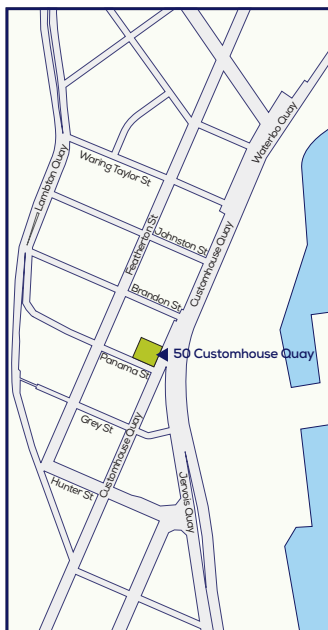 Waterloo Quay
Waring Taylor St
Lambton Quay
Featherston St
Johnston St
Customhouse Quay
Brandon St
50 Customhouse Quay
Panama St
Grey St
Customhouse Quay
Hunter St
Jervois Quay